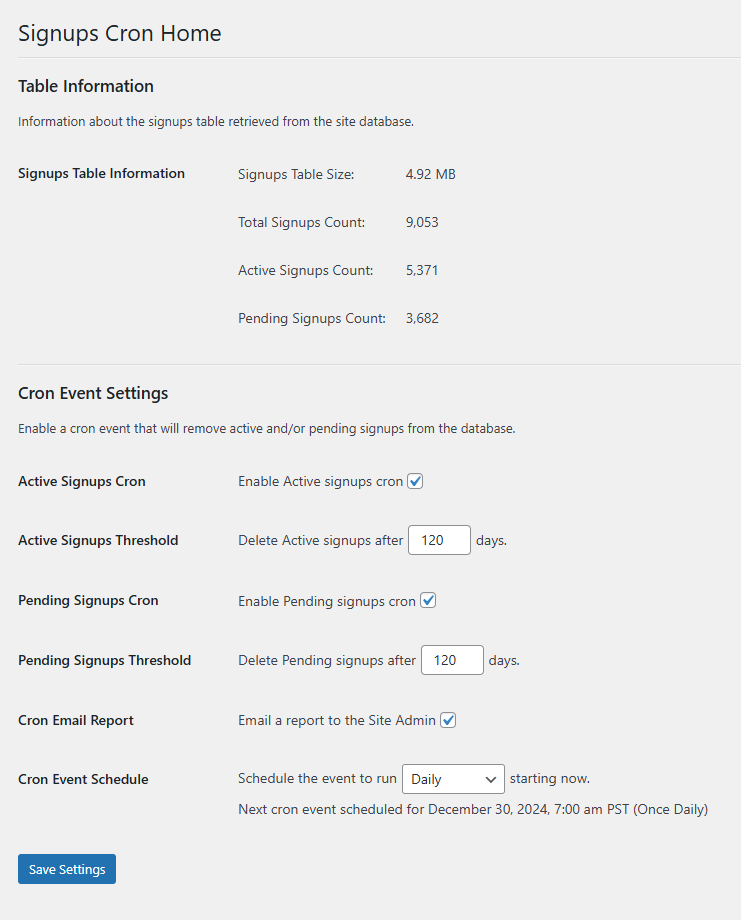 Signups Cron Home
Table Information
Information about the signups table retrieved from the site database.
Signups Table Information
Signups Table Size: 4.92 MB
Total Signups Count: 9,053
Active Signups Count: 5,371
Pending Signups Count: 3,682
Cron Event Settings
Enable a cron event that will remove active and/or pending signups from the database.
Active Signups Cron Enable Active signups cron
Active Signups Threshold Delete Active signups after 120 days.
Pending Signups Cron Enable Pending signups cron
Pending Signups Threshold Delete Pending signups after 120 days.
Cron Email Report Email a report to the Site Admin
Cron Event Schedule Schedule the event to run Daily starting now.
Next cron event scheduled for December 30, 2024, 7:00 am PST (Once Daily)
Save Settings